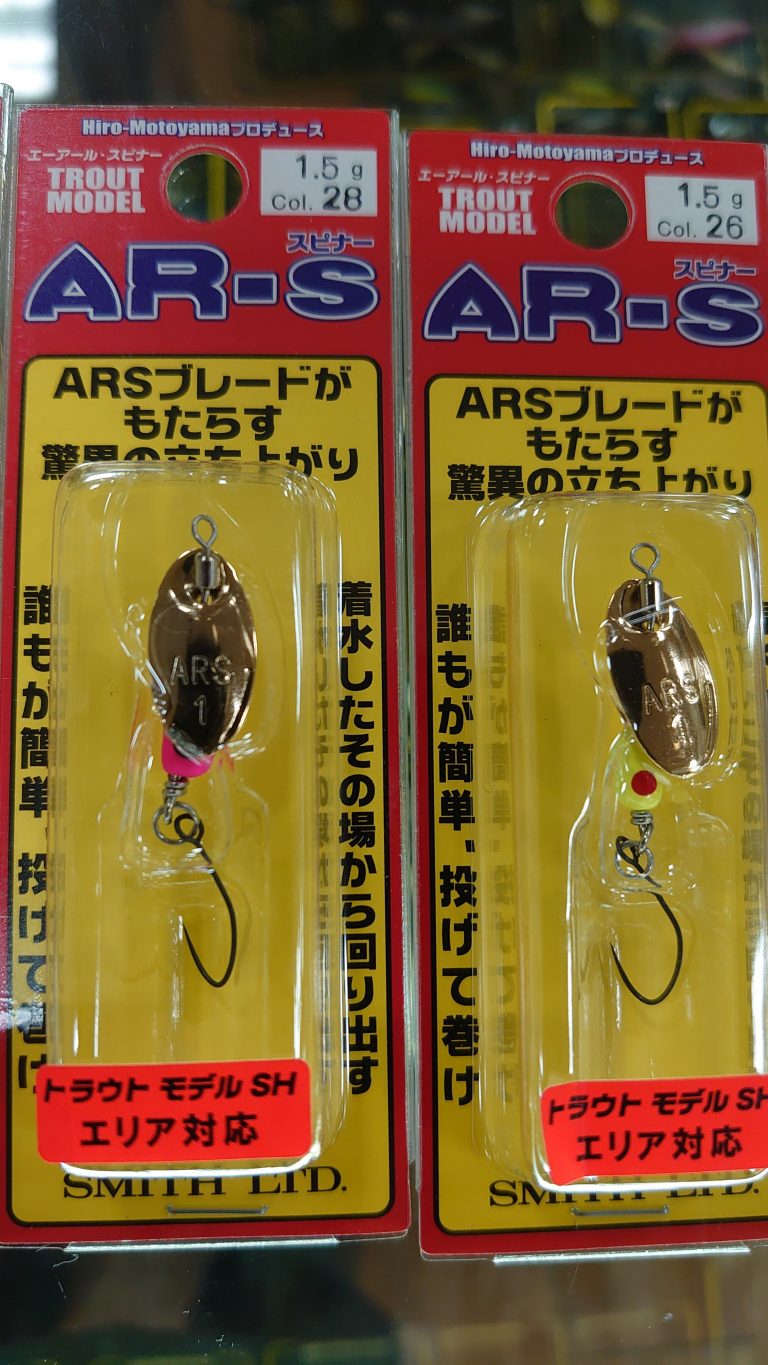 Hiro-Motoyamaプロデュース
エーアール・スピナー
TROUT
MODEL
1.5 g
Col. 28
スピナー
AR-S
ARSブレードが
もたらす
驚異の立ち上がり
着水したその場から回り出す
誰もが簡単、投げて巻け
ARS
1
トラウト モデル SH
エリア対応
SMITH LTD.
Hiro-Motoyamaプロデュース
エーアール・スピナー
TROUT
MODEL
1.5 g
Col. 26
スピナー
AR-S
ARSブレードが
もたらす
驚異の立ち上がり
誰もが簡単、投げて巻け
ARS
1
トラウト モデル SH
エリア対応
SMITH LTD.